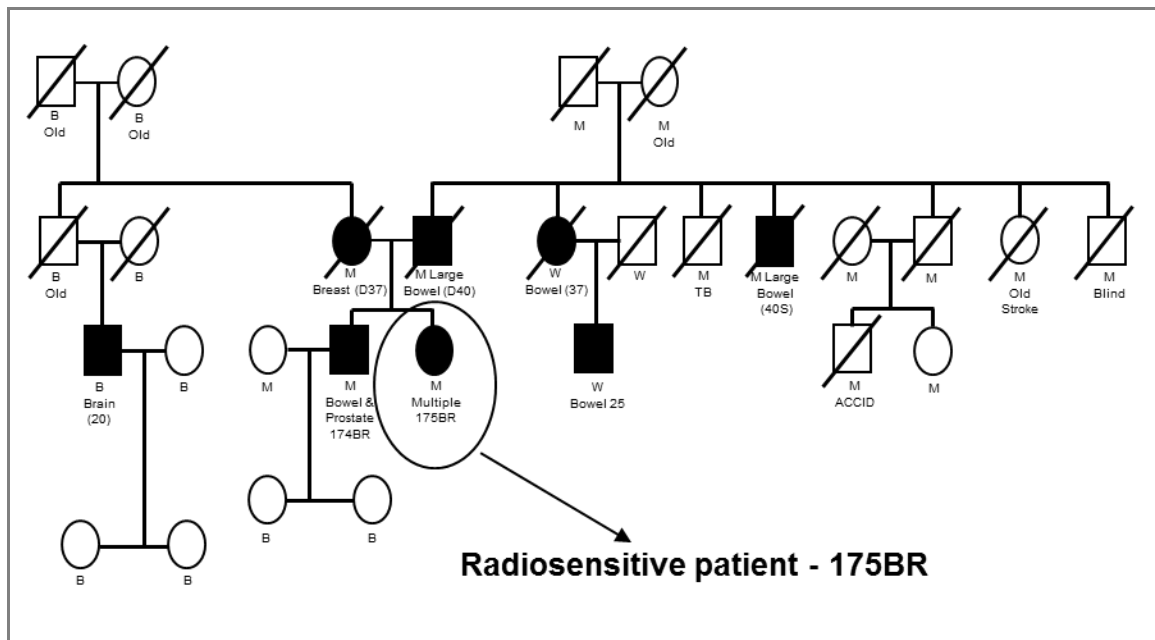 B
Old
B
Old
M
M
Old
B
Old
B
M
Breast (D37)
M Large
Bowel (D40)
W
Bowel (37)
W
M
TB
M Large
Bowel
(40S)
M
M
M
Old
Stroke
M
Blind
B
Brain
(20)
B
M
M
Bowel &
Prostate
174BR
M
Multiple
175BR
W
Bowel 25
M
ACCID
M
B
B
B
B
Radiosensitive patient - 175BR